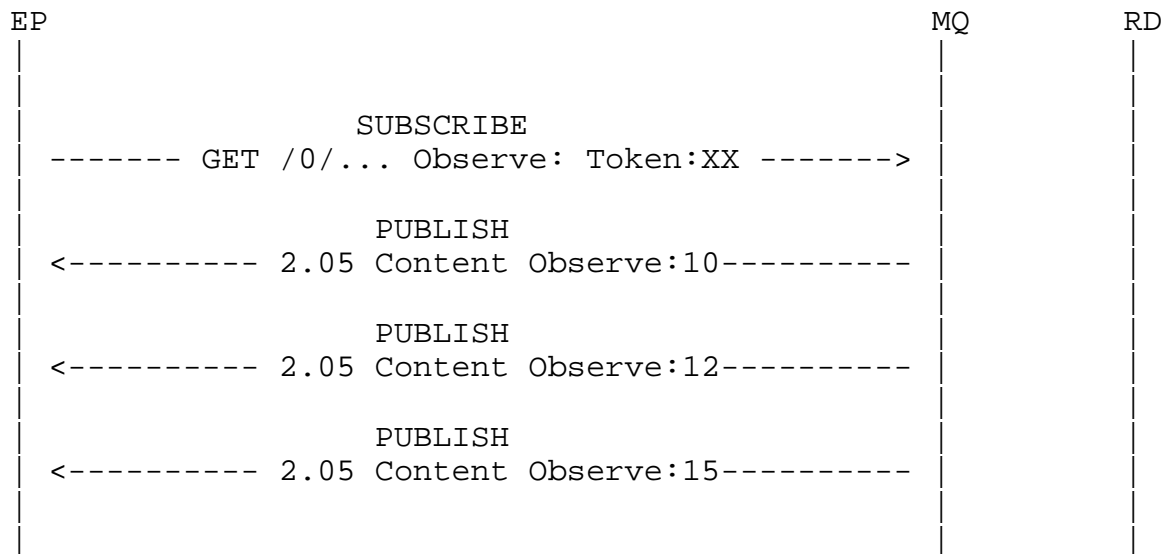 EP MQ RD
SUBSCRIBE
------- GET /0/... Observe: Token:XX ------->
PUBLISH
<---------- 2.05 Content Observe:10----------
PUBLISH
<---------- 2.05 Content Observe:12----------
PUBLISH
<---------- 2.05 Content Observe:15----------